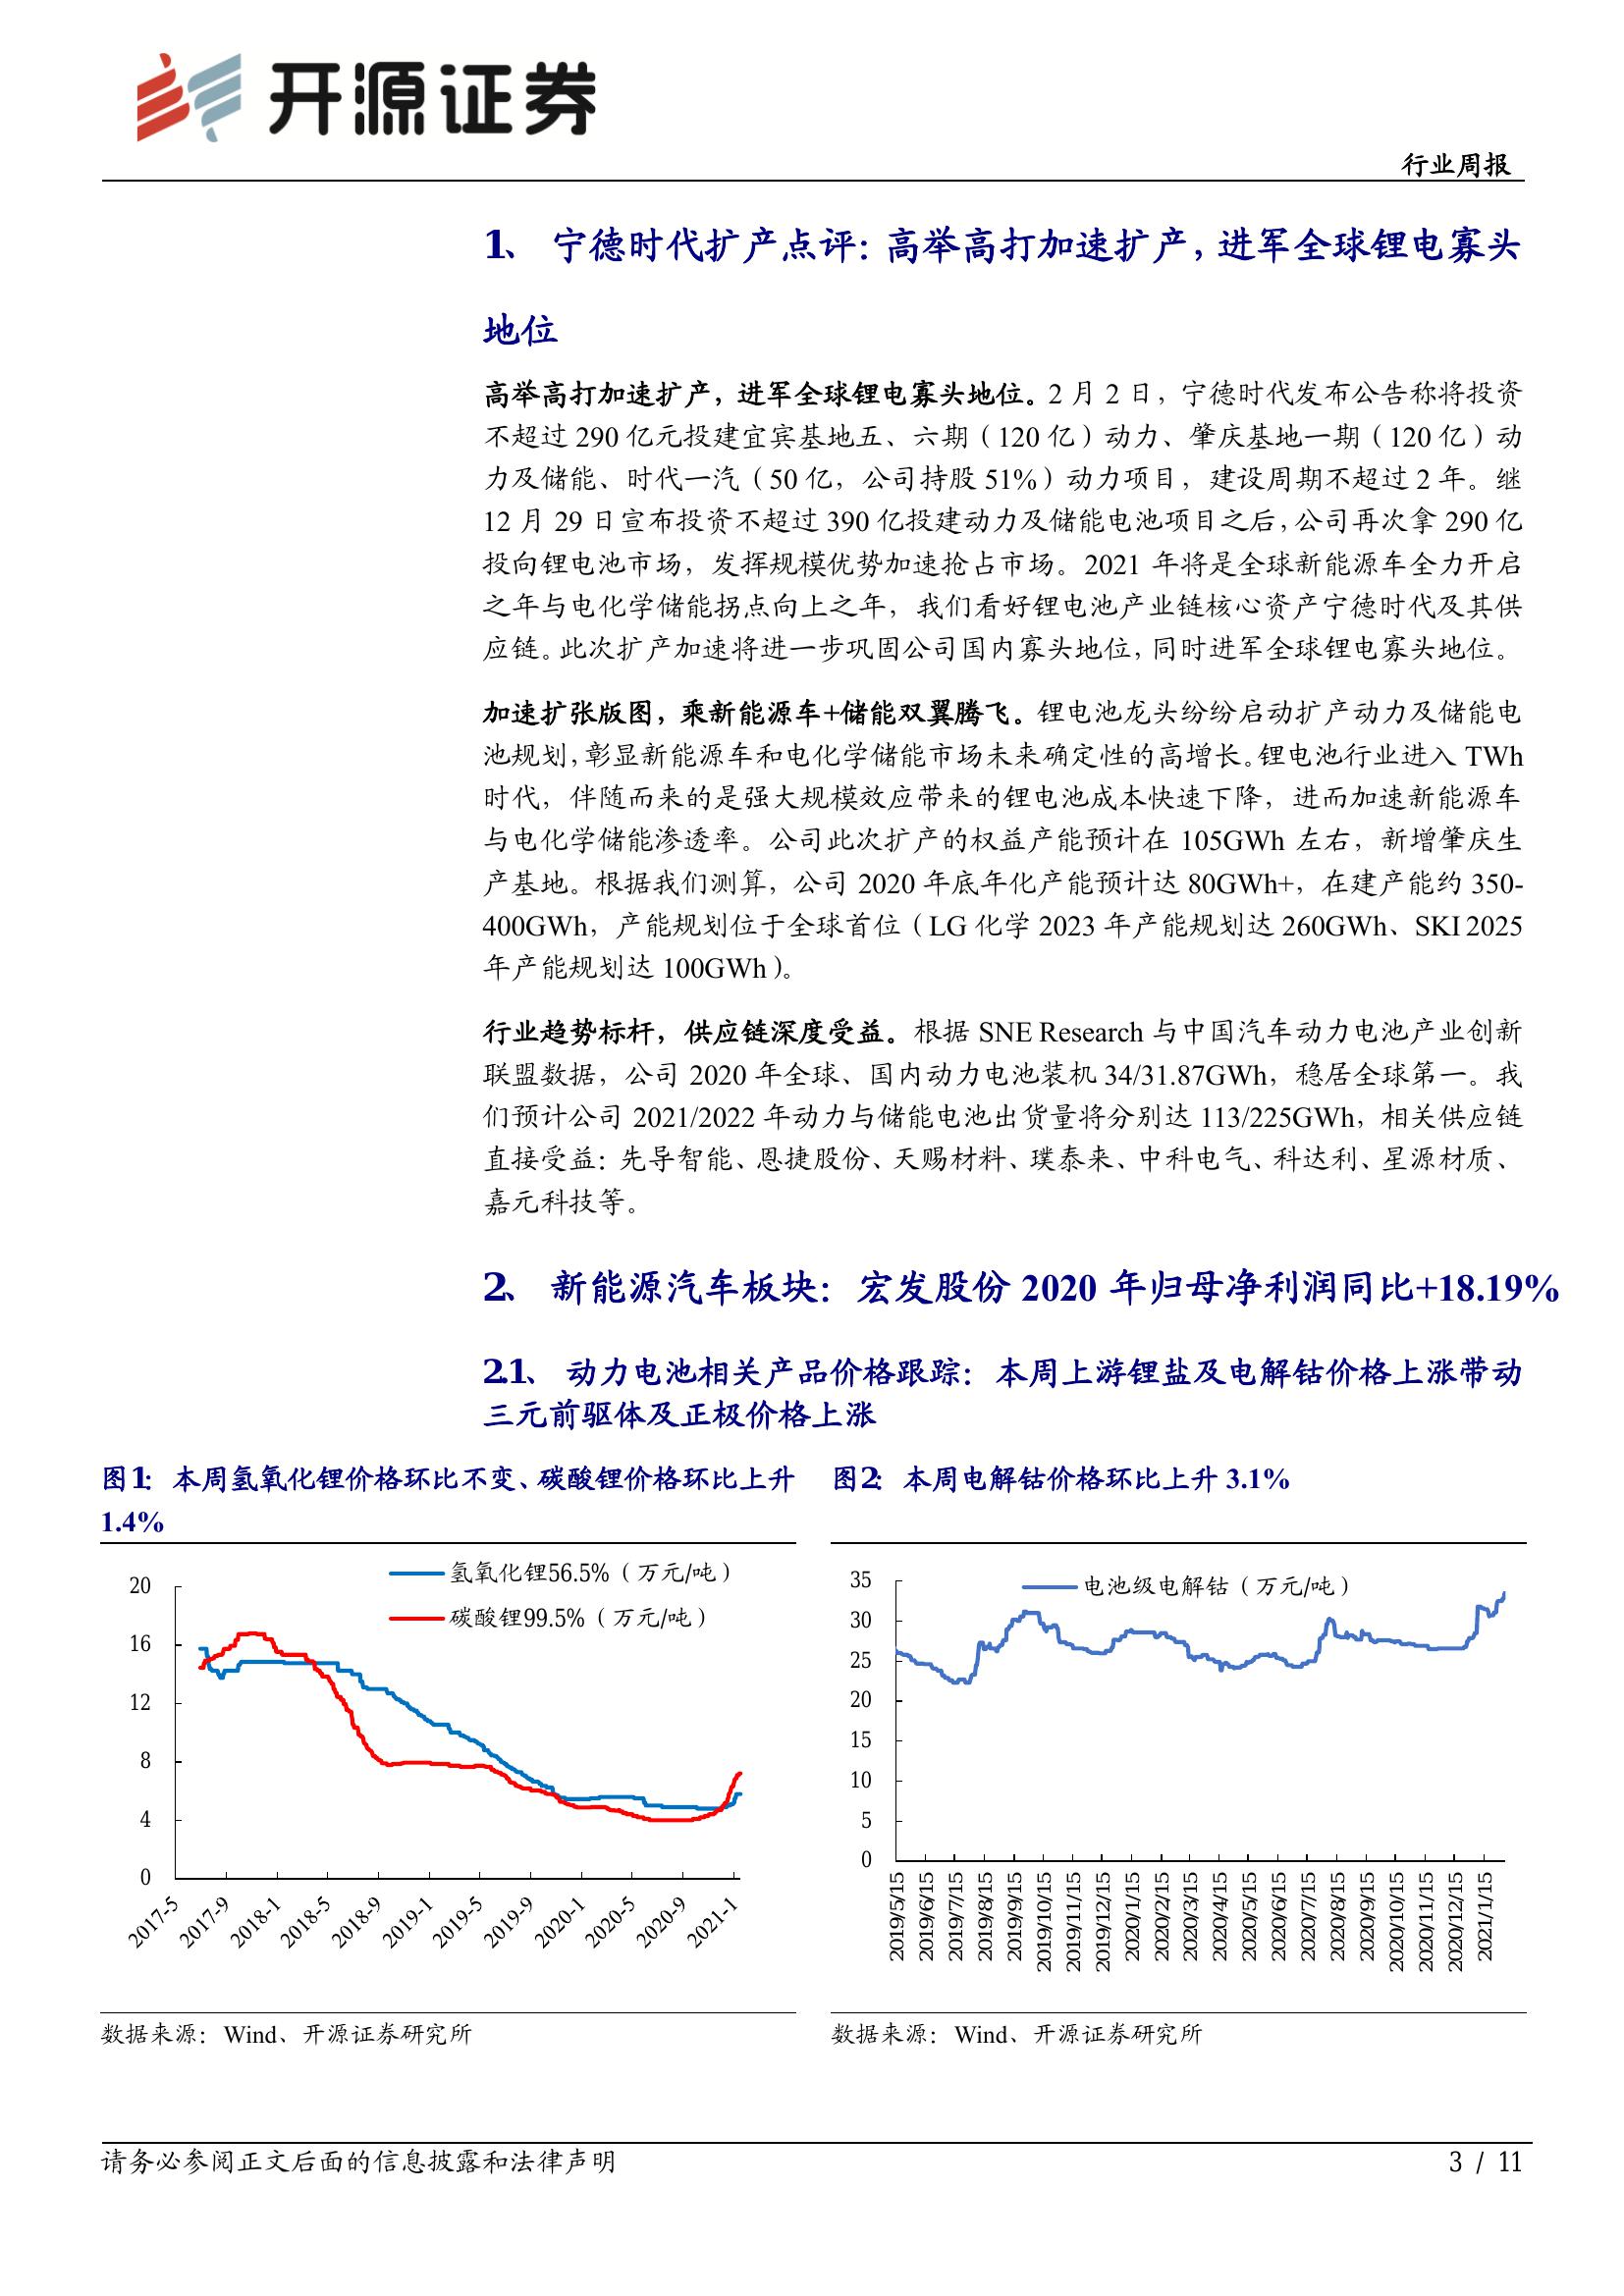 开源证券
行业周报
1、 宁德时代扩产点评：高举高打加速扩产，进军全球锂电寡头
地位
高举高打加速扩产，进军全球锂电寡头地位。2 月 2 日，宁德时代发布公告称将投资
不超过 290 亿元投建宜宾基地五、六期（120 亿）动力、肇庆基地一期（120 亿）动
力及储能、时代一汽（50 亿，公司持股 51%）动力项目，建设周期不超过 2 年。继
12 月 29 日宣布投资不超过 390 亿投建动力及储能电池项目之后，公司再次拿 290 亿
投向锂电池市场，发挥规模优势加速抢占市场。2021 年将是全球新能源车全力开启
之年与电化学储能拐点向上之年，我们看好锂电池产业链核心资产宁德时代及其供
应链。此次扩产加速将进一步巩固公司国内寡头地位，同时进军全球锂电寡头地位。
加速扩张版图，乘新能源车+储能双翼腾飞。锂电池龙头纷纷启动扩产动力及储能电
池规划，彰显新能源车和电化学储能市场未来确定性的高增长。锂电池行业进入 TWh
时代，伴随而来的是强大规模效应带来的锂电池成本快速下降，进而加速新能源车
与电化学储能渗透率。公司此次扩产的权益产能预计在 105GWh 左右，新增肇庆生
产基地。根据我们测算，公司 2020 年底年化产能预计达 80GWh+，在建产能约 350-
400GWh，产能规划位于全球首位（LG 化学 2023 年产能规划达 260GWh、SKI 2025
年产能规划达 100GWh）。
行业趋势标杆，供应链深度受益。根据 SNE Research 与中国汽车动力电池产业创新
联盟数据，公司 2020 年全球、国内动力电池装机 34/31.87GWh，稳居全球第一。我
们预计公司 2021/2022 年动力与储能电池出货量将分别达 113/225GWh，相关供应链
直接受益：先导智能、恩捷股份、天赐材料、璞泰来、中科电气、科达利、星源材质、
嘉元科技等。
2、 新能源汽车板块：宏发股份 2020 年归母净利润同比+18.19%
2.1、 动力电池相关产品价格跟踪：本周上游锂盐及电解钴价格上涨带动
三元前驱体及正极价格上涨
图1：本周氢氧化锂价格环比不变、碳酸锂价格环比上升
1.4%
氢氧化锂56.5%（万元/吨）
碳酸锂99.5%（万元/吨）
20
16
12
8
4
0
2017-5 2017-9 2018-1 2018-5 2018-9 2019-1 2019-5 2019-9 2020-1 2020-5 2020-9 2021-1
数据来源：Wind、开源证券研究所
图2：本周电解钴价格环比上升 3.1%
电池级电解钴（万元/吨）
35
30
25
20
15
10
5
0
2019/5/15 2019/6/15 2019/7/15 2019/8/15 2019/9/15 2019/10/15 2019/11/15 2019/12/15 2020/1/15 2020/2/15 2020/3/15 2020/4/15 2020/5/15 2020/6/15 2020/7/15 2020/8/15 2020/9/15 2020/10/15 2020/11/15 2020/12/15 2021/1/15
数据来源：Wind、开源证券研究所
请务必参阅正文后面的信息披露和法律声明
3 / 11